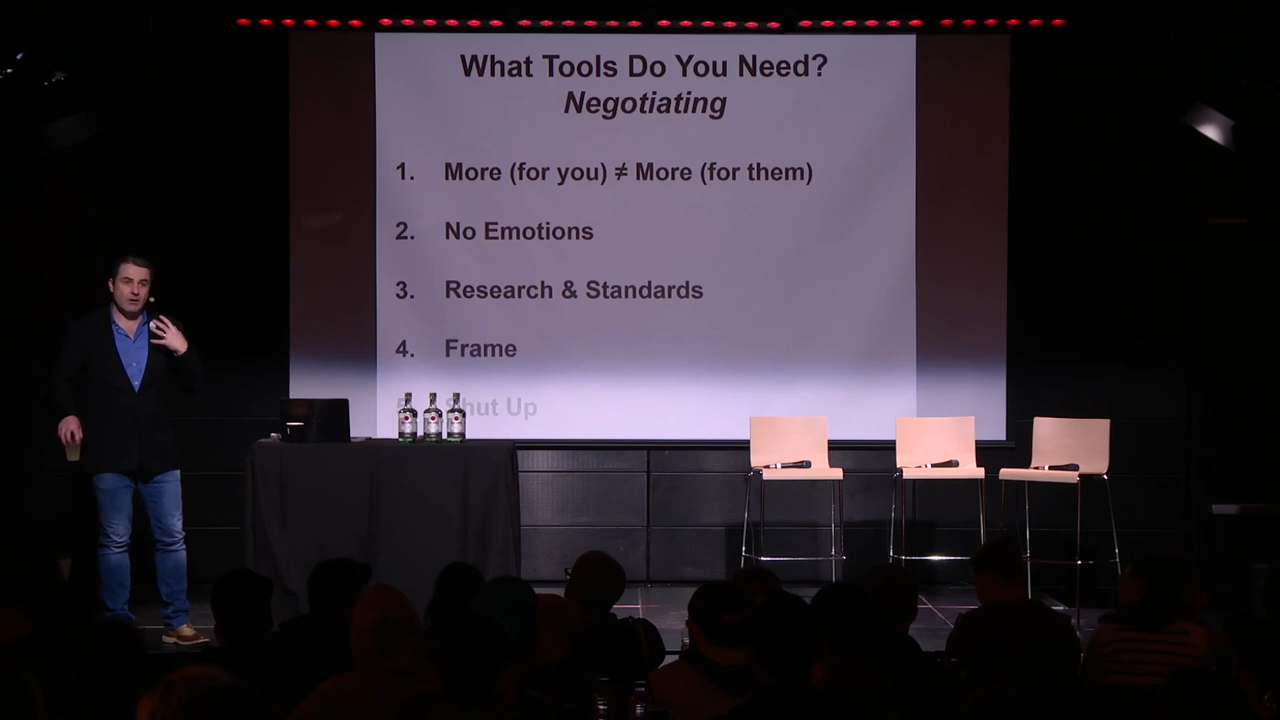 What Tools Do You Need?
Negotiating
1. More (for you) ≠ More (for them)
2. No Emotions
3. Research & Standards
4. Frame
5. Shut Up